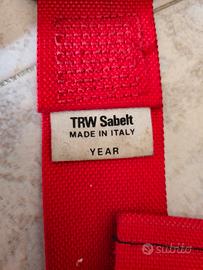 TRW Sabelt
MADE IN ITALY
YEAR
subito